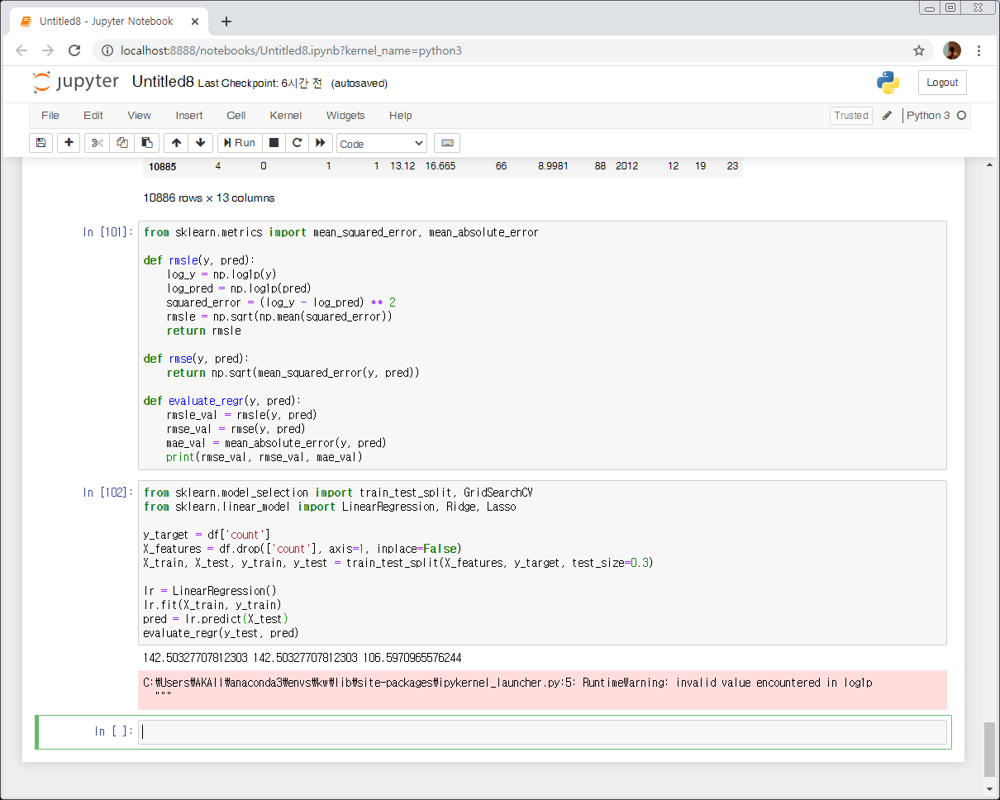 Untitled8 - Jupyter Notebook
localhost:8888/notebooks/Untitled8.ipynb?kernel_name=python3
jupyter Untitled8 Last Checkpoint: 6시간 전 (autosaved) Logout
File Edit View Insert Cell Kernel Widgets Help Trusted Python 3
Run Code
10885 4 0 1 1 13.12 16.665 66 8.9981 88 2012 12 19 23
10886 rows × 13 columns
In [101]: from sklearn.metrics import mean_squared_error, mean_absolute_error
def rmsle(y, pred):
log_y = np.log1p(y)
log_pred = np.log1p(pred)
squared_error = (log_y - log_pred) ** 2
rmsle = np.sqrt(np.mean(squared_error))
return rmsle
def rmse(y, pred):
return np.sqrt(mean_squared_error(y, pred))
def evaluate_regr(y, pred):
rmsle_val = rmsle(y, pred)
rmse_val = rmse(y, pred)
mae_val = mean_absolute_error(y, pred)
print(rmse_val, rmse_val, mae_val)
In [102]: from sklearn.model_selection import train_test_split, GridSearchCV
from sklearn.linear_model import LinearRegression, Ridge, Lasso
y_target = df['count']
X_features = df.drop(['count'], axis=1, inplace=False)
X_train, X_test, y_train, y_test = train_test_split(X_features, y_target, test_size=0.3)
lr = LinearRegression()
lr.fit(X_train, y_train)
pred = lr.predict(X_test)
evaluate_regr(y_test, pred)
142.50327707812303 142.50327707812303 106.5970965576244
C:₩Users₩AKAII₩anaconda3₩envs₩kw₩lib₩site-packages₩ipykernel_launcher.py:5: RuntimeWarning: invalid value encountered in log1p
"""
In [ ]: